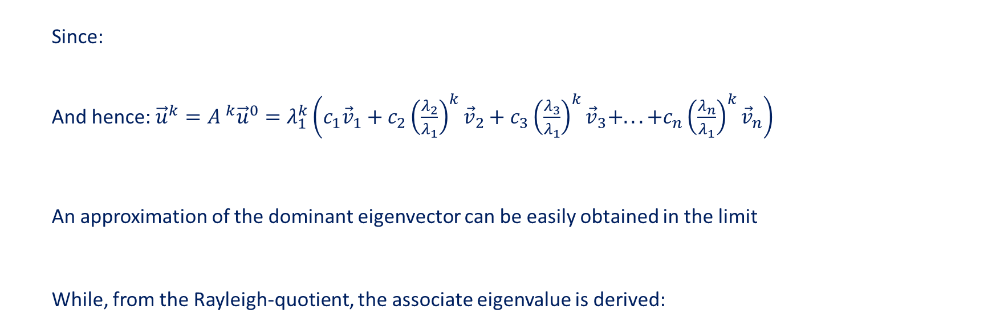 Since:
And hence: $\vec{u}^k = A^k \vec{u}^0 = \lambda_1^k \left( c_1 \vec{v}_1 + c_2 \left( \frac{\lambda_2}{\lambda_1} \right)^k \vec{v}_2 + c_3 \left( \frac{\lambda_3}{\lambda_1} \right)^k \vec{v}_3 + \ldots + c_n \left( \frac{\lambda_n}{\lambda_1} \right)^k \vec{v}_n \right)$
An approximation of the dominant eigenvector can be easily obtained in the limit
While, from the Rayleigh-quotient, the associate eigenvalue is derived: